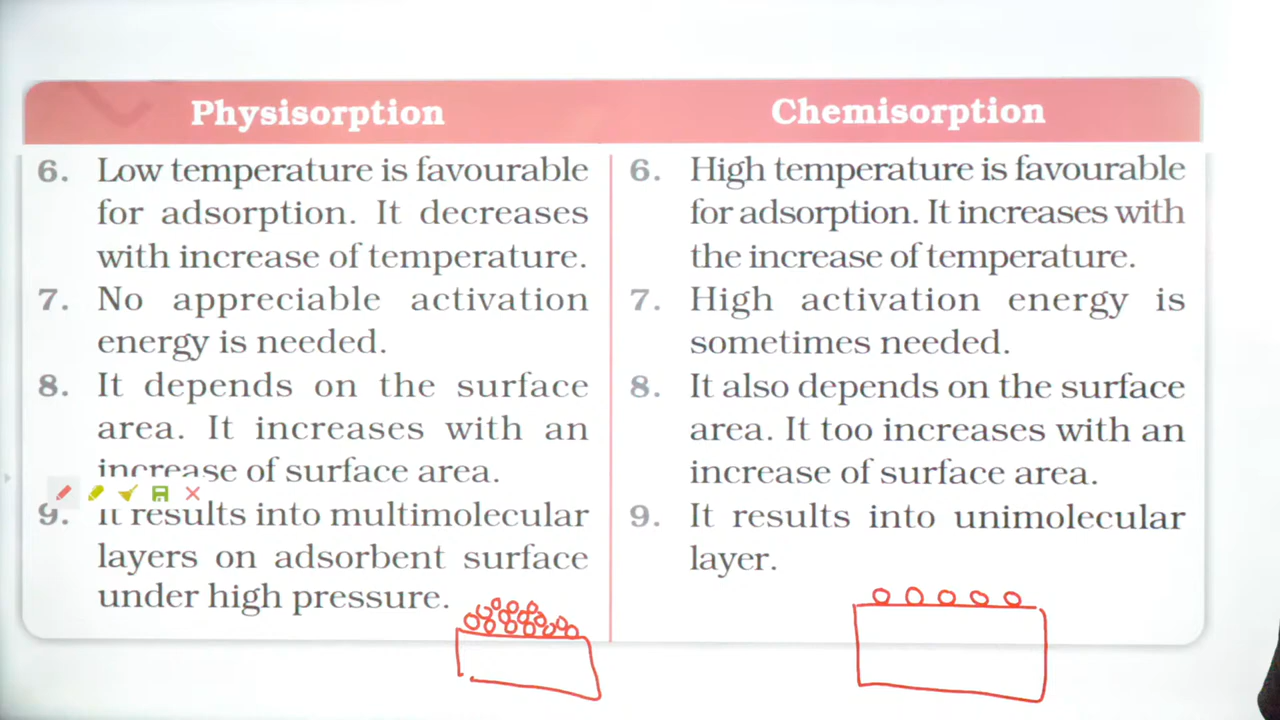 Physisorption
Chemisorption
6. Low temperature is favourable
for adsorption. It decreases
with increase of temperature.
7. No appreciable activation
energy is needed.
8. It depends on the surface
area. It increases with an
increase of surface area.
9. It results into multimolecular
layers on adsorbent surface
under high pressure.
6. High temperature is favourable
for adsorption. It increases with
the increase of temperature.
7. High activation energy is
sometimes needed.
8. It also depends on the surface
area. It too increases with an
increase of surface area.
9. It results into unimolecular
layer.